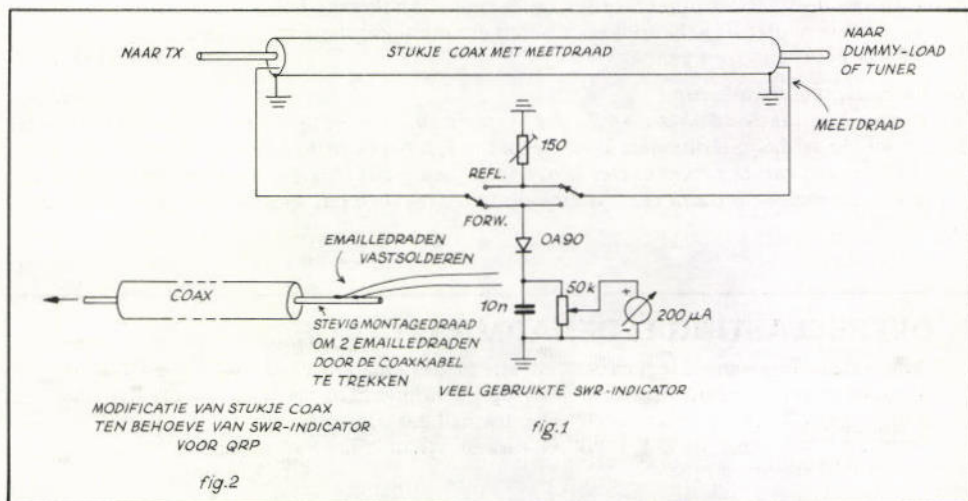 NAAR TX
STUKJE COAX MET MEETDRAAD
NAAR
DUMMY-LOAD
OF TUNER
MEETDRAAD
150
REFL.
FORW.
OA90
EMAILLEDRADEN
VASTSOLDEREN
COAX
10n
50k
+
200 µA
-
STEVIG MONTAGEDRAAD
OM 2 EMAILLEDRADEN
DOOR DE COAXKABEL
TE TREKKEN
VEEL GEBRUIKTE SWR-INDICATOR
fig.1
MODIFICATIE VAN STUKJE COAX
TEN BEHOEVE VAN SWR-INDICATOR
VOOR QRP
fig.2